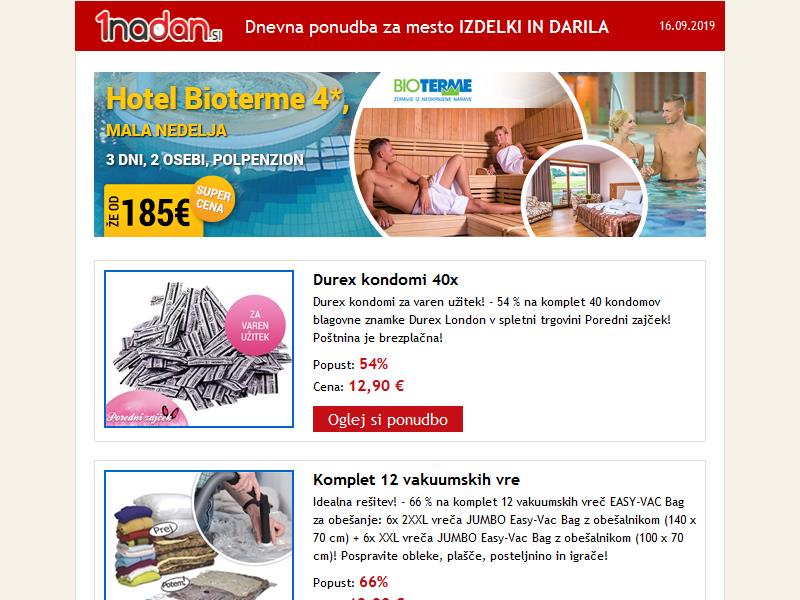 1nadan.si
Dnevna ponudba za mesto IZDELKI IN DARILA
16.09.2019
Hotel Bioterme 4*,
MALA NEDELJA
3 DNI, 2 OSEBI, POLPENZION
ŽE OD 185€
SUPER
CENA
BIOTERME
ZDRAVJE IZ NEOKRNJENE NARAVE
Durex kondomi 40x
Durex kondomi za varen užitek! - 54 % na komplet 40 kondomov
blagovne znamke Durex London v spletni trgovini Poredni zajček!
Poštnina je brezplačna!
Popust: 54%
Cena: 12,90 €
Oglej si ponudbo
ZA
VAREN
UŽITEK
Poredni zajček
Komplet 12 vakuumskih vre
Idealna rešitev! - 66 % na komplet 12 vakuumskih vreč EASY-VAC Bag
za obešanje: 6x 2XXL vreča JUMBO Easy-Vac Bag z obešalnikom (140 x
70 cm) + 6x XXL vreča JUMBO Easy-Vac Bag z obešalnikom (100 x 70
cm)! Pospravite obleke, plašče, posteljnino in igrače!
Popust: 66%
Prej
Potem